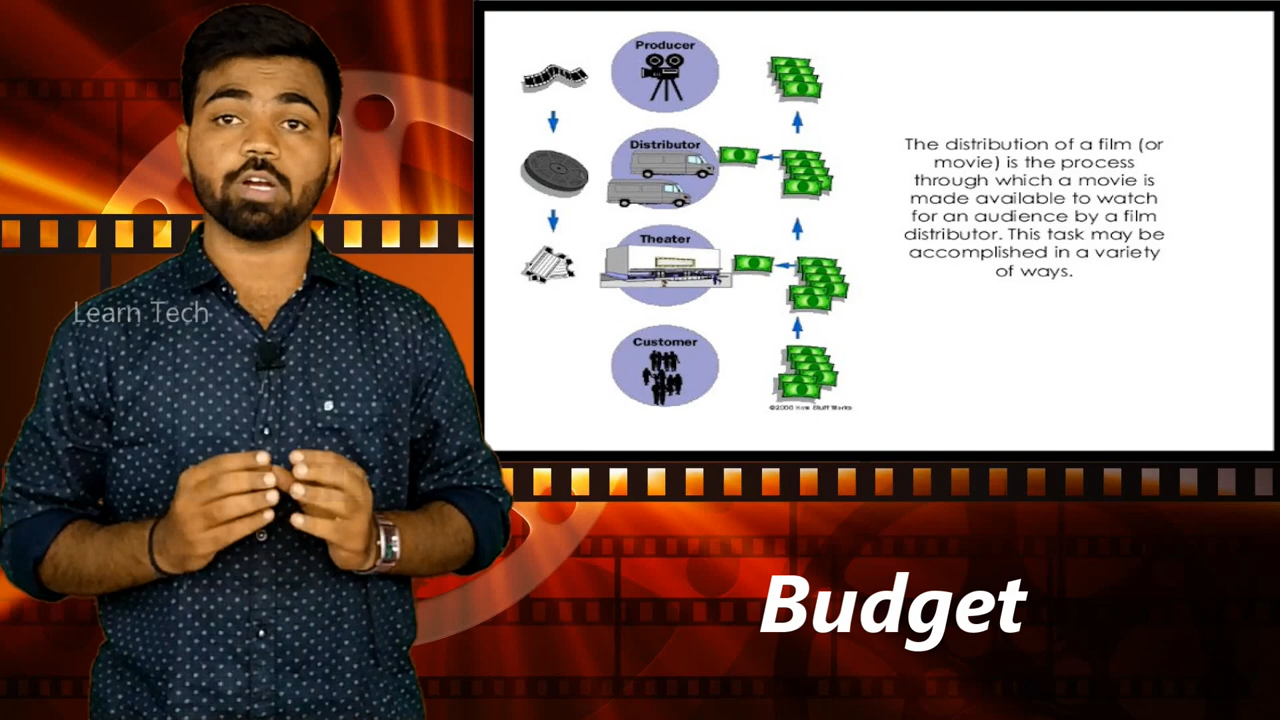 Learn Tech
Producer
Distributor
Theater
Customer
The distribution of a film (or
movie) is the process
through which a movie is
made available to watch
for an audience by a film
distributor. This task may be
accomplished in a variety
of ways.
Budget